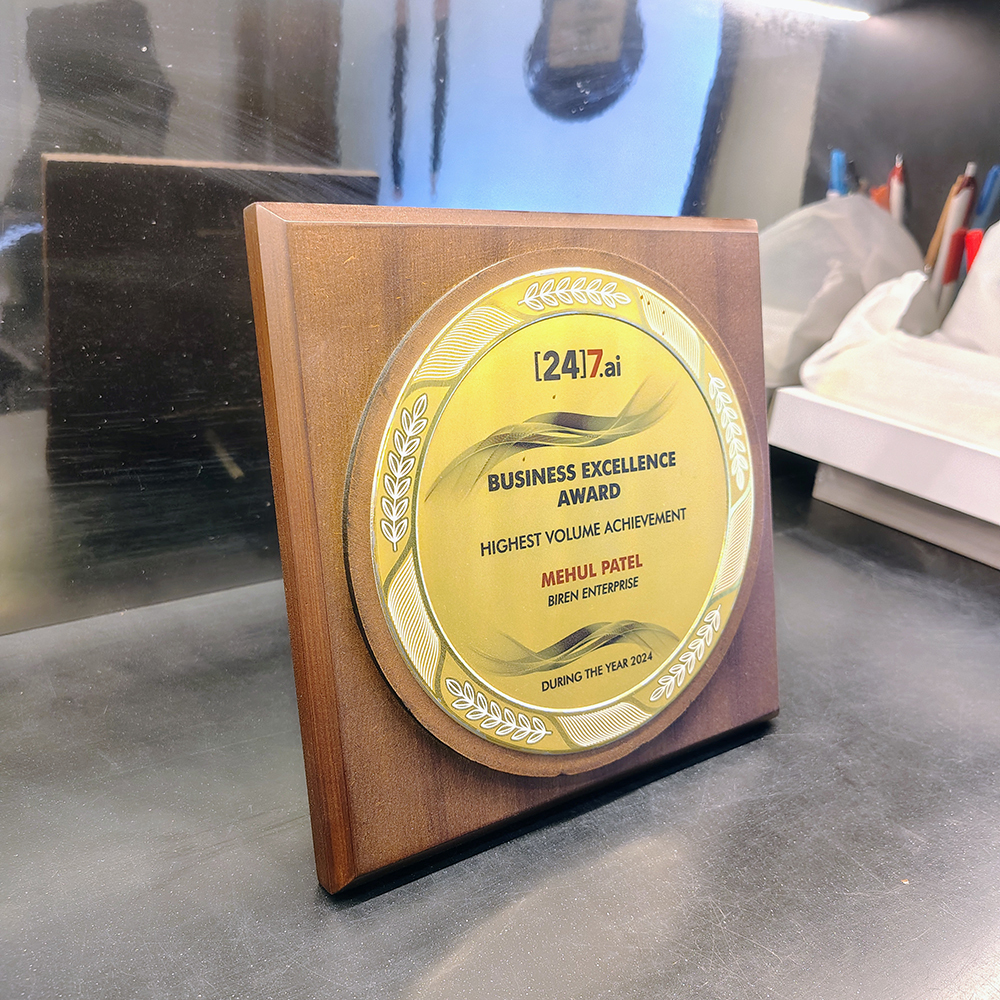 [24]7.ai
BUSINESS EXCELLENCE
AWARD
HIGHEST VOLUME ACHIEVEMENT
MEHUL PATEL
BIREN ENTERPRISE
DURING THE YEAR 2024